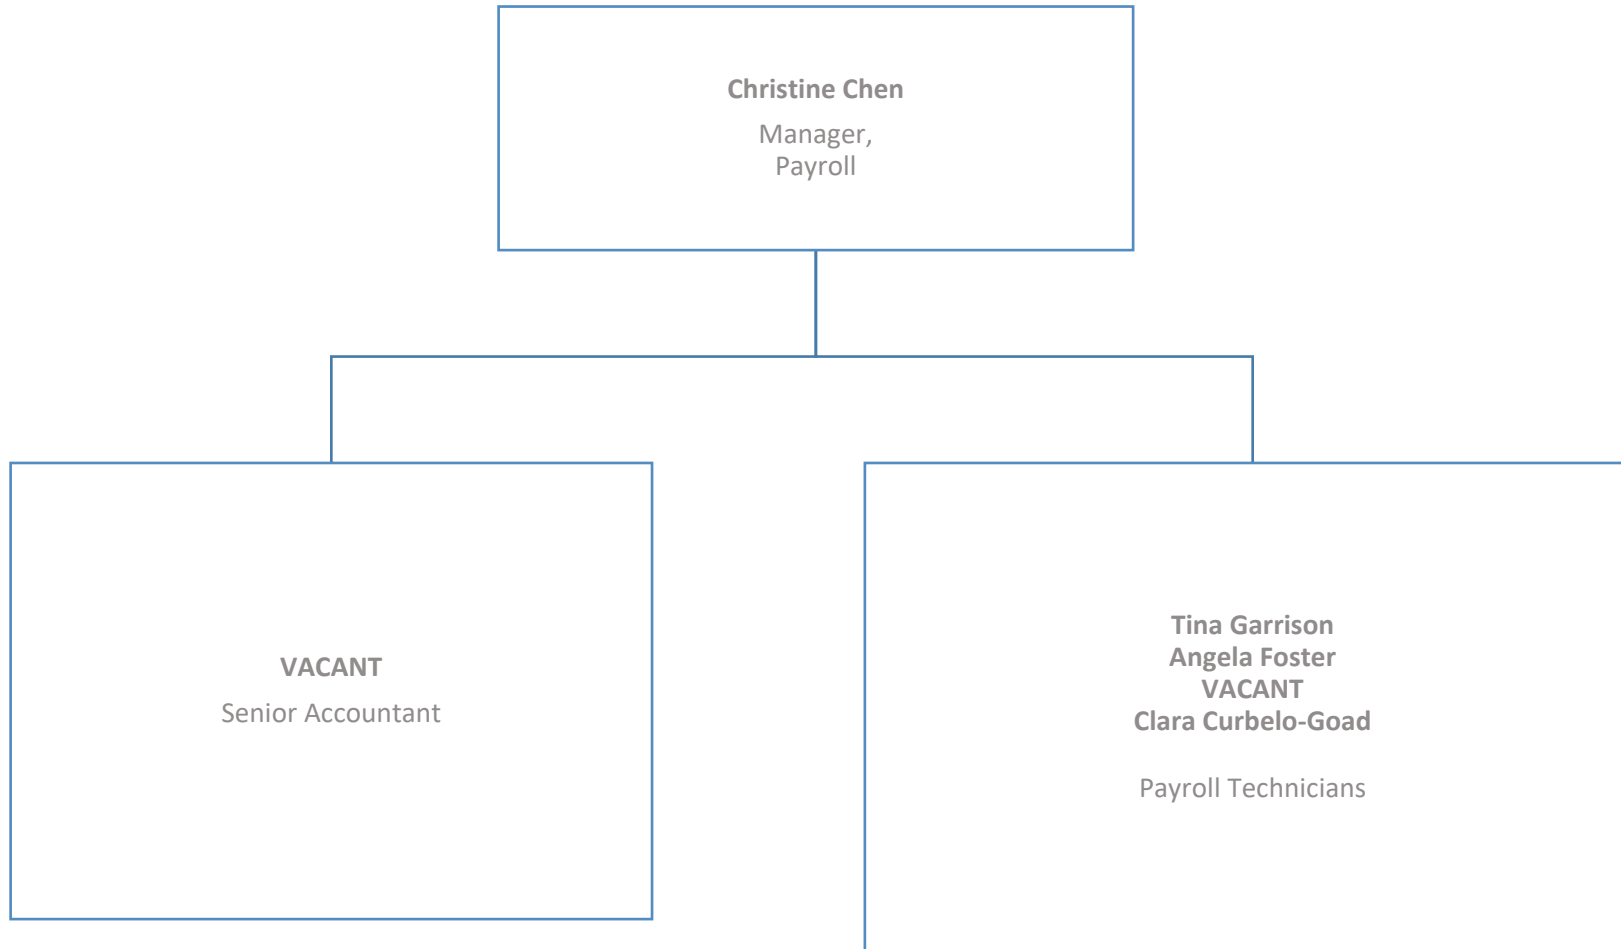 Christine Chen
Manager,
Payroll
VACANT
Senior Accountant
Tina Garrison
Angela Foster
VACANT
Clara Curbelo-Goad
Payroll Technicians